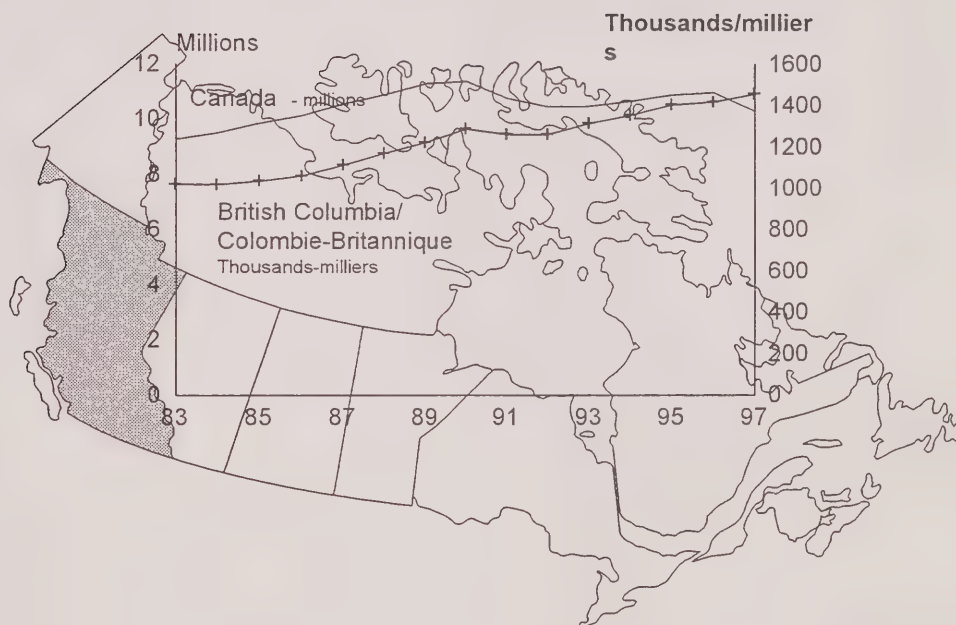 Thousands/millier
s
Millions
12
10
8
6
4
2
0
Canada - millions
British Columbia/
Colombie-Britannique
Thousands-milliers
1600
1400
1200
1000
800
600
400
200
0
83 85 87 89 91 93 95 97